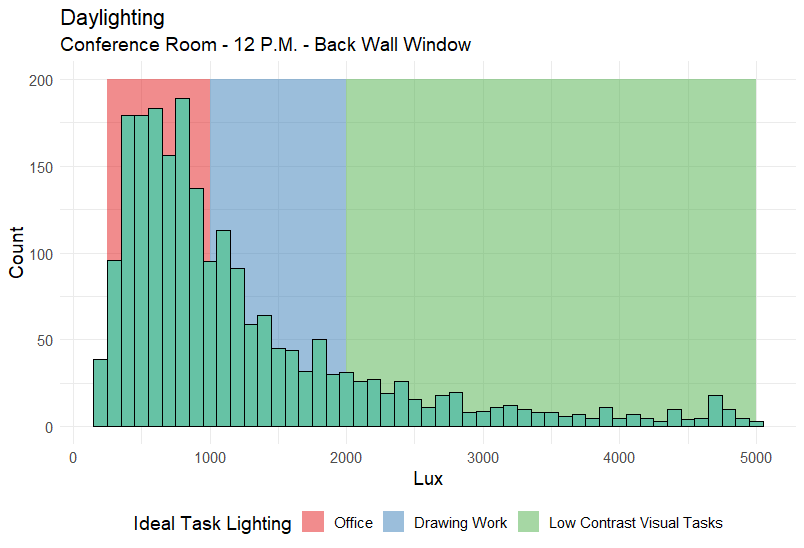 Daylighting
Conference Room - 12 P.M. - Back Wall Window
200
150
100
50
0
Count
0 1000 2000 3000 4000 5000
Lux
Ideal Task Lighting Office Drawing Work Low Contrast Visual Tasks